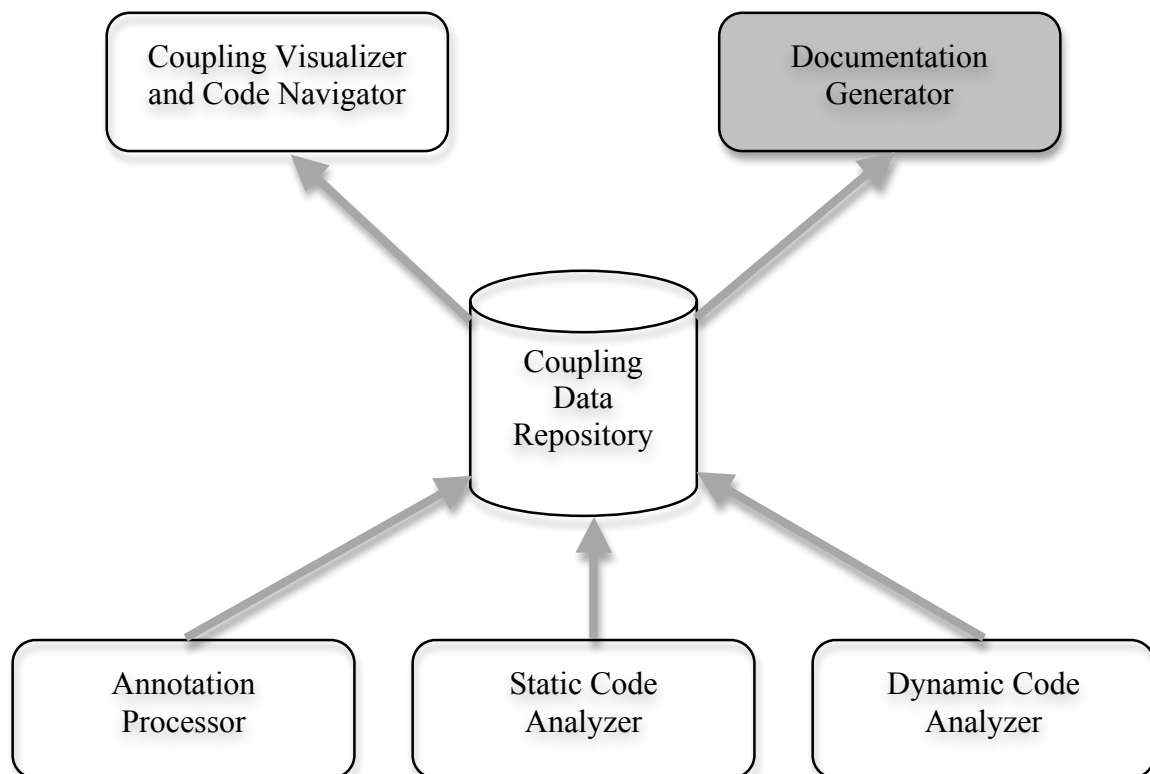 Coupling Visualizer
and Code Navigator
Documentation
Generator
Coupling
Data
Repository
Annotation
Processor
Static Code
Analyzer
Dynamic Code
Analyzer